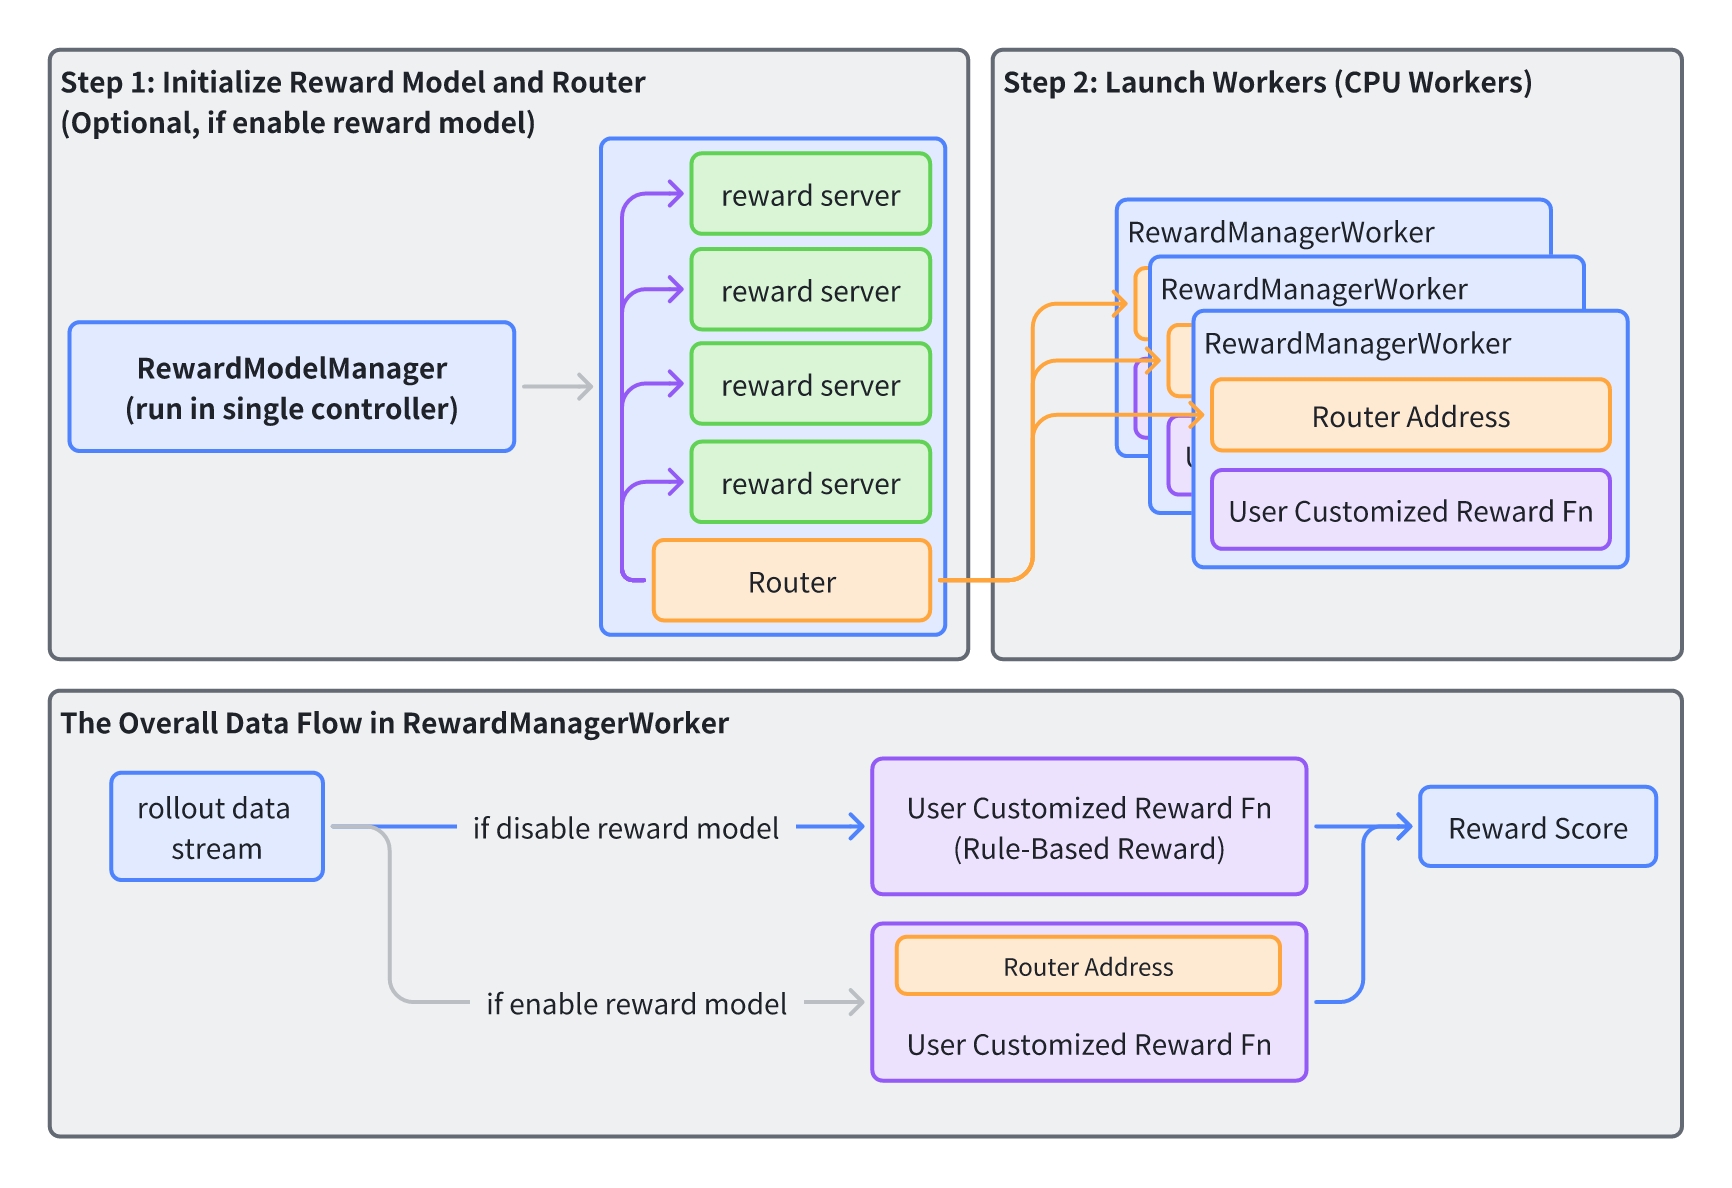 Step 1: Initialize Reward Model and Router
(Optional, if enable reward model)
reward server
reward server
reward server
reward server
Router
RewardModelManager
(run in single controller)
Step 2: Launch Workers (CPU Workers)
RewardManagerWorker
RewardManagerWorker
RewardManagerWorker
Router Address
User Customized Reward Fn
The Overall Data Flow in RewardManagerWorker
rollout data
stream
if disable reward model
User Customized Reward Fn
(Rule-Based Reward)
Reward Score
if enable reward model
Router Address
User Customized Reward Fn